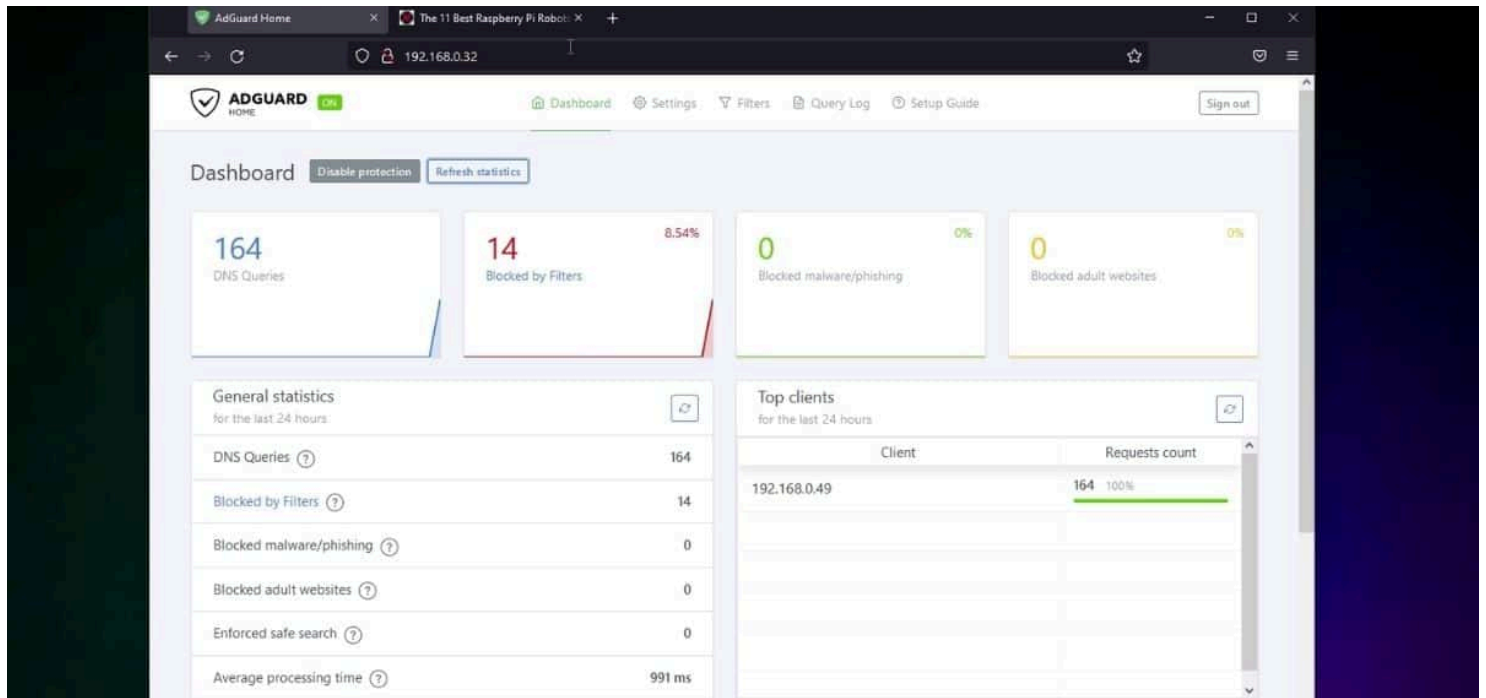 AdGuard Home
The 11 Best Raspberry Pi Robot:
192.168.0.32
ADGUARD
HOME
ON
Dashboard
Settings
Filters
Query Log
Setup Guide
Sign out
Dashboard
Disable protection
Refresh statistics
164
DNS Queries
8.54%
14
Blocked by Filters
0%
0
Blocked malware/phishing
0%
0
Blocked adult websites
General statistics
for the last 24 hours
DNS Queries 164
Blocked by Filters 14
Blocked malware/phishing 0
Blocked adult websites 0
Enforced safe search 0
Average processing time 991 ms
Top clients
for the last 24 hours
Client Requests count
192.168.0.49 164 100%